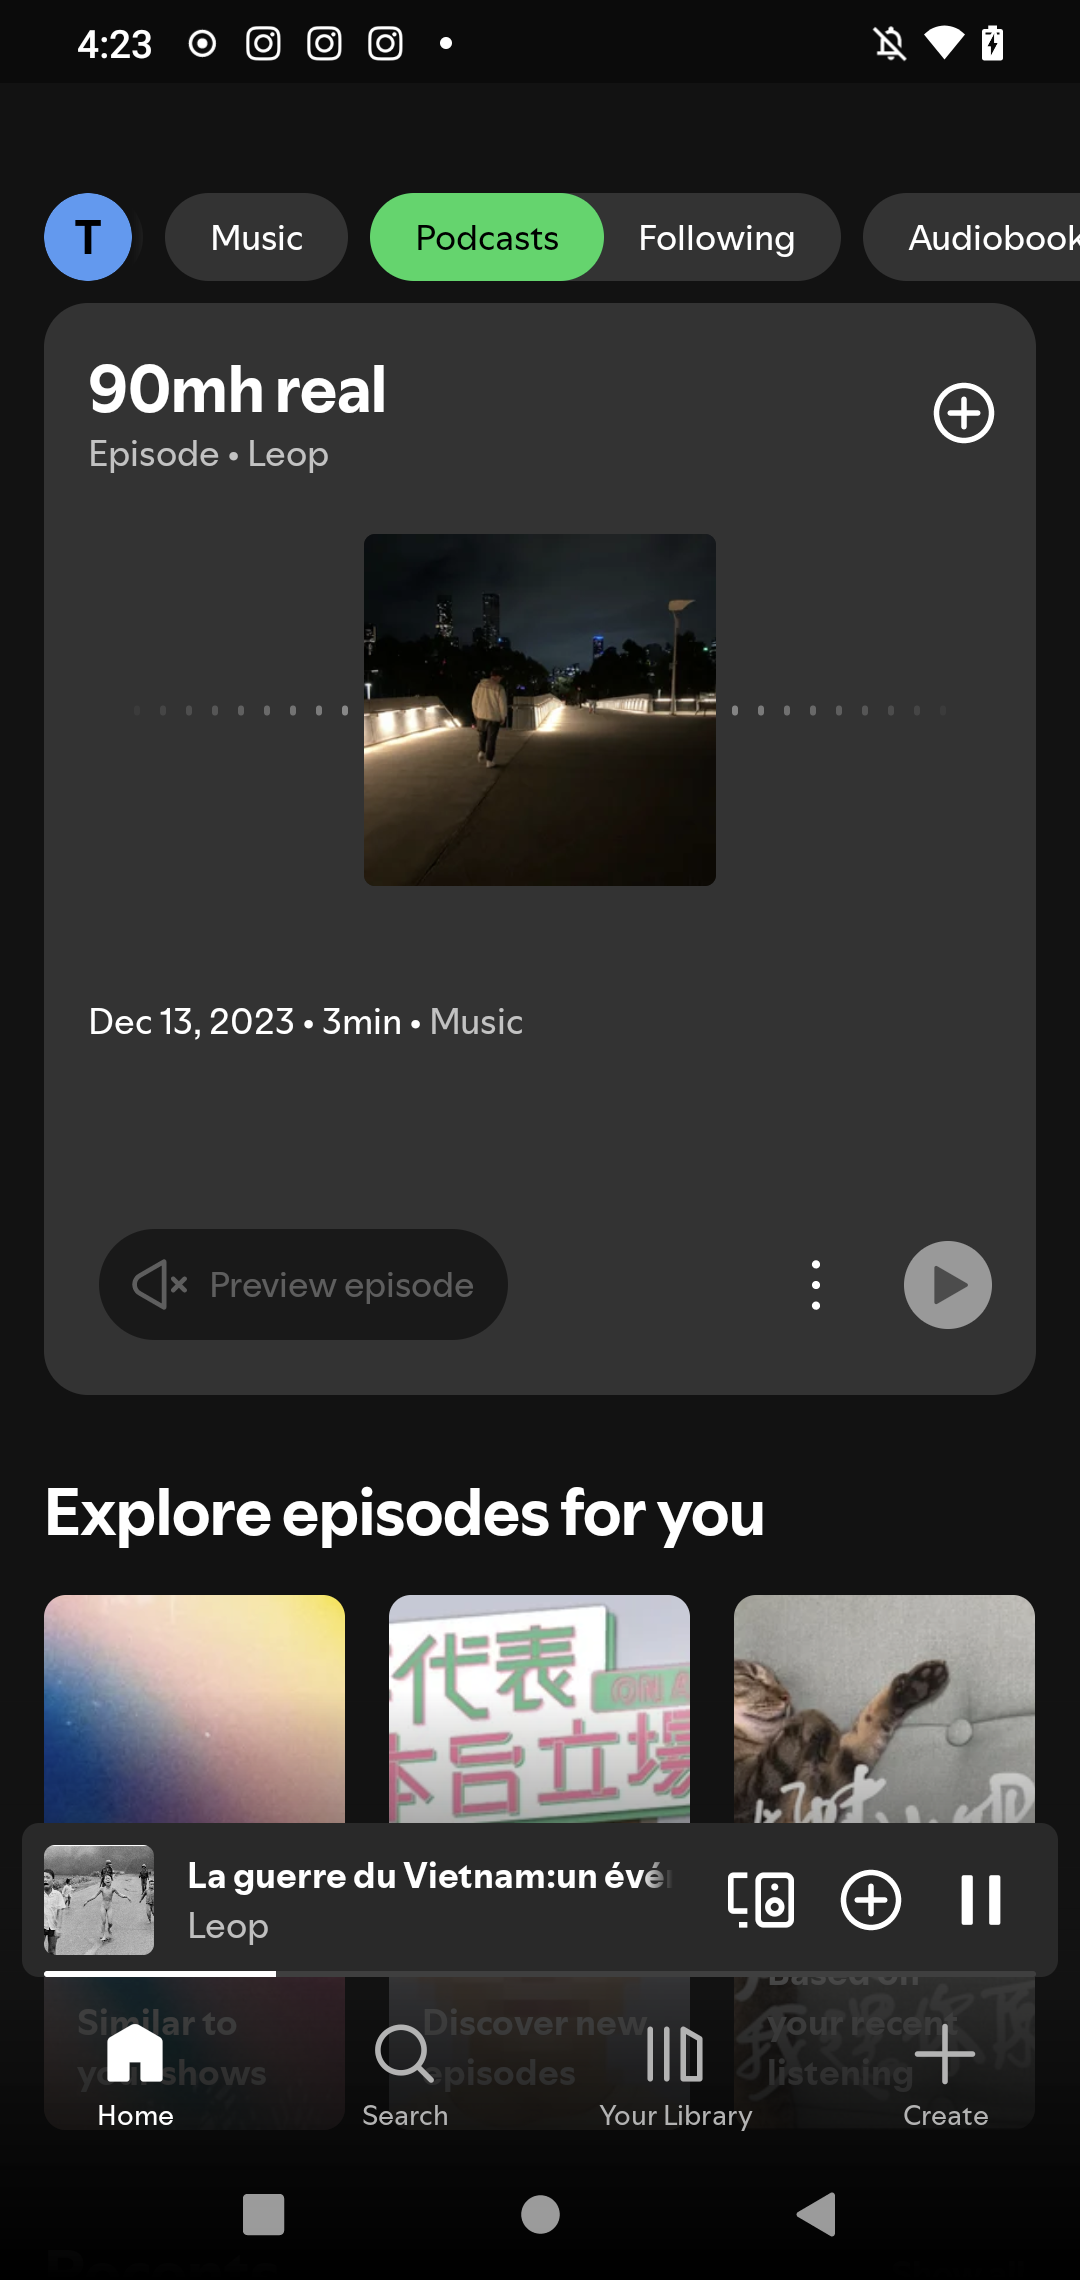 4:23
T
Music
Podcasts
Following
Audiobook
90mh real
Episode • Leop
Dec 13, 2023 • 3min • Music
Preview episode
Explore episodes for you
代表
ON A
本台立場
La guerre du Vietnam:un évé
Leop
Similar to
your shows
Discover new
episodes
Based on
your recent
listening
Home
Search
Your Library
Create